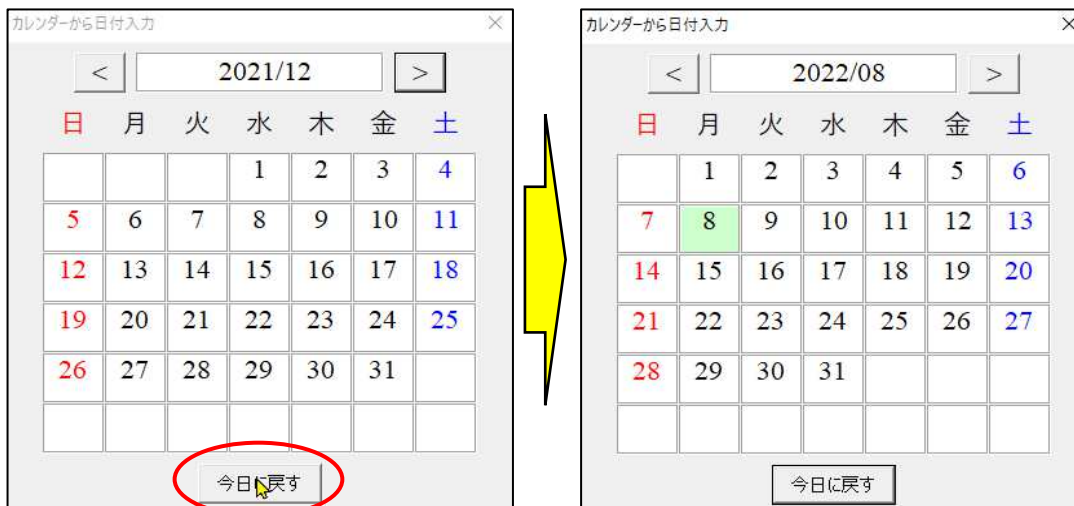 カレンダーから日付入力
< 2021/12 >
日 月 火 水 木 金 土
1 2 3 4
5 6 7 8 9 10 11
12 13 14 15 16 17 18
19 20 21 22 23 24 25
26 27 28 29 30 31
今日に戻す
カレンダーから日付入力
< 2022/08 >
日 月 火 水 木 金 土
1 2 3 4 5 6
7 8 9 10 11 12 13
14 15 16 17 18 19 20
21 22 23 24 25 26 27
28 29 30 31
今日に戻す